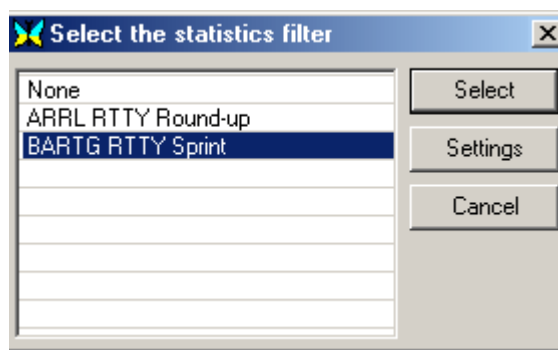 Select the statistics filter
None
ARRL RTTY Round-up
BARTG RTTY Sprint
Select
Settings
Cancel